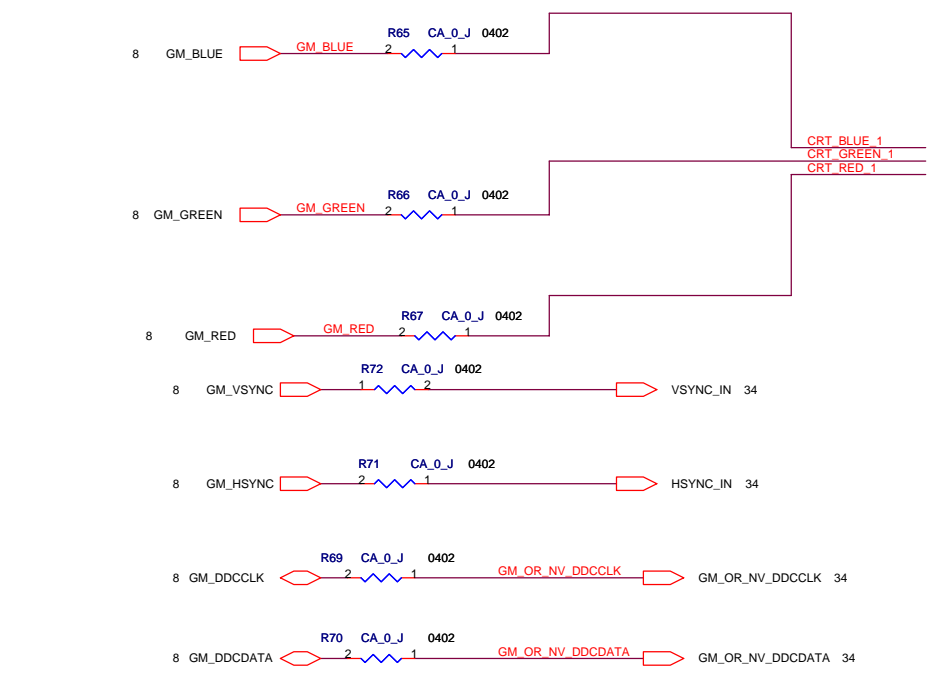 R65 CA_0_J 0402
8 GM_BLUE GM_BLUE 2 1
CRT_BLUE_1
CRT_GREEN_1
CRT_RED_1
R66 CA_0_J 0402
8 GM_GREEN GM_GREEN 2 1
R67 CA_0_J 0402
8 GM_RED GM_RED 2 1
R72 CA_0_J 0402
8 GM_VSYNC 1 2 VSYNC_IN 34
R71 CA_0_J 0402
8 GM_HSYNC 2 1 HSYNC_IN 34
R69 CA_0_J 0402
8 GM_DDCCLK 2 1 GM_OR_NV_DDCCLK GM_OR_NV_DDCCLK 34
R70 CA_0_J 0402
8 GM_DDCDATA 2 1 GM_OR_NV_DDCDATA GM_OR_NV_DDCDATA 34